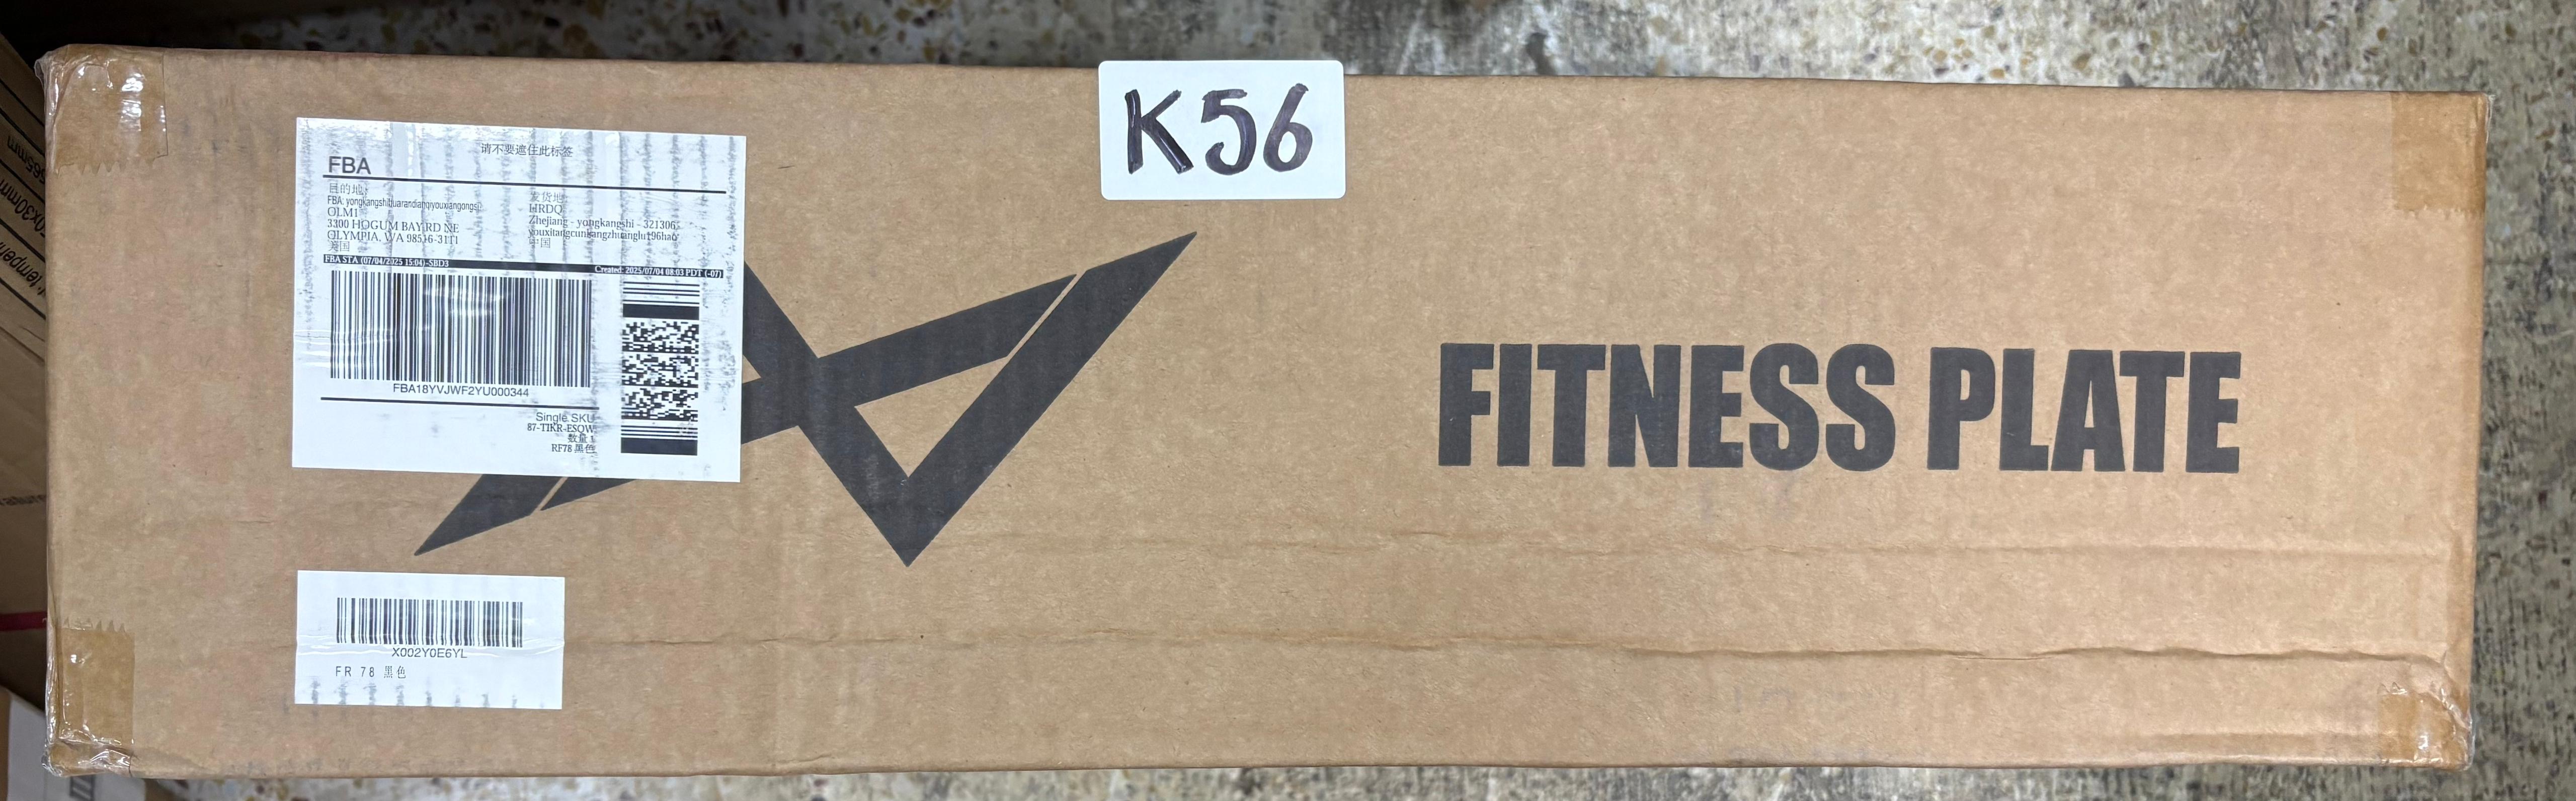 K56
请不要遮住此标签
FBA
目的地:
FBA: yongkangshihuarandianqiyouxiangongsi
OLM1
3300 HOGUM BAY RD NE
OLYMPIA, WA 98516-3111
美国
发货地:
HRDQ
Zhejiang - yongkangshi - 321306
中国
FBA STA (07/04/2025 15:04)-SBD3
Created: 2025/07/04 08:03 PDT (-07)
FBA18YVJWF2YU000344
Single SKU
87-TIKR-ESQW
数量 1
RF78 黑色
FITNESS PLATE
X002Y0E6YL
FR 78 黑色